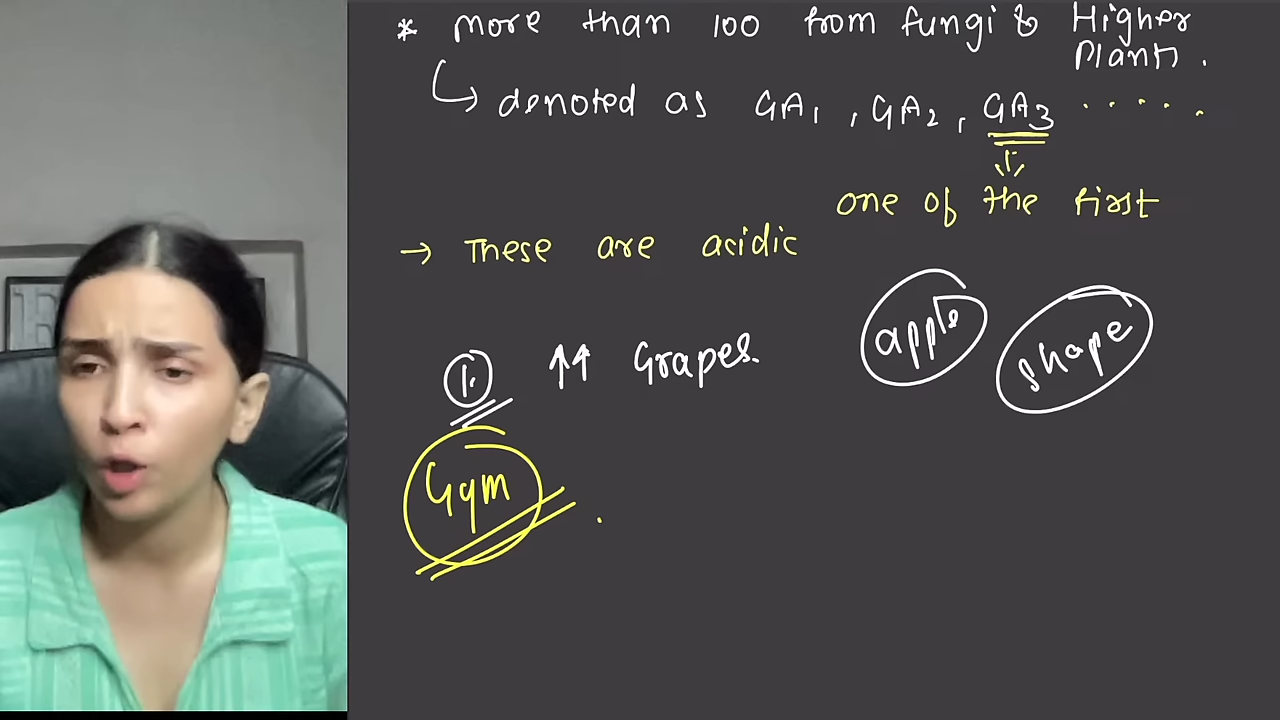 * more than 100 from fungi & Higher
Plants.
↳ denoted as GA1, GA2, GA3 .....
one of the first
→ These are acidic
apple
shape
1. ↑↑ Grapes.
Gym